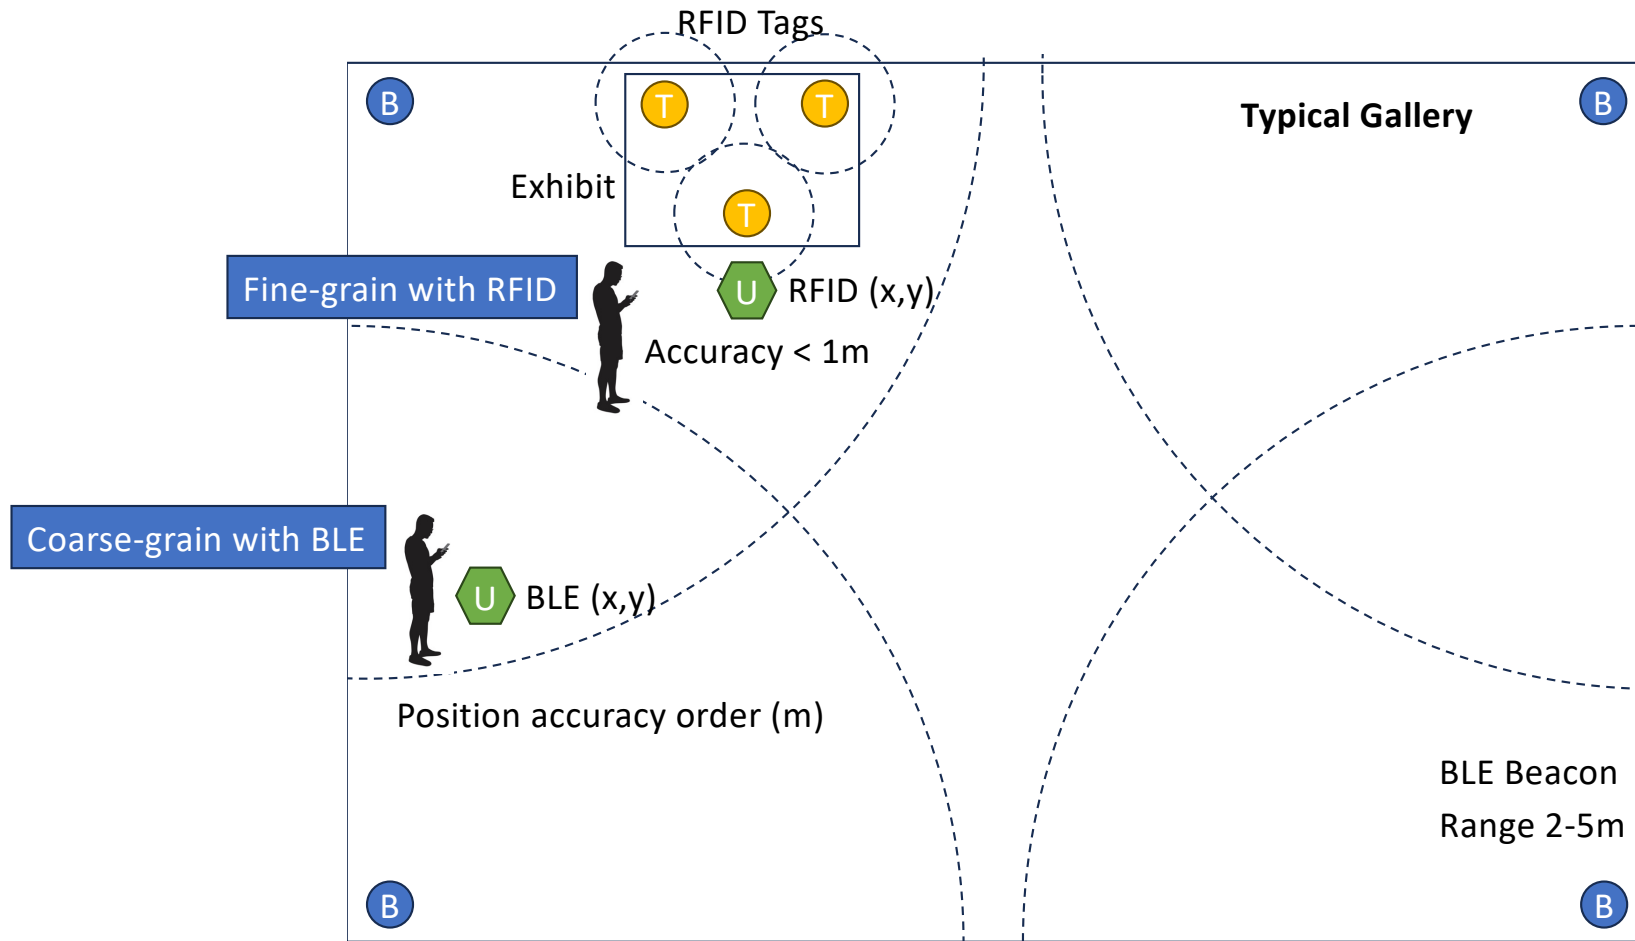 RFID Tags
B
T
T
Typical Gallery
B
Exhibit
T
Fine-grain with RFID
U
RFID (x,y)
Accuracy < 1m
Coarse-grain with BLE
U
BLE (x,y)
Position accuracy order (m)
BLE Beacon
Range 2-5m
B
B